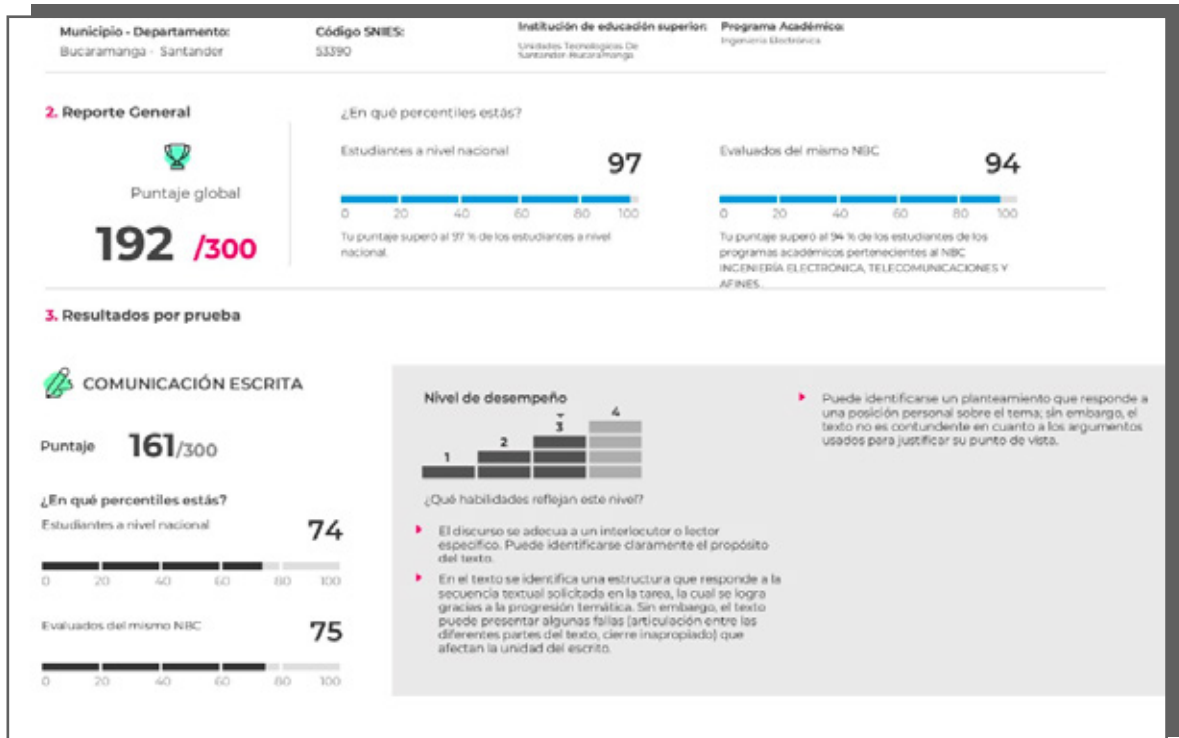 Municipio - Departamento:
Bucaramanga - Santander
Código SNIES:
53390
Institución de educación superior:
Unidades Tecnologicas De
Santander-Bucaramanga
Programa Académico:
Ingeniería Electrónica
2. Reporte General
Puntaje global
192 /300
¿En qué percentiles estás?
Estudiantes a nivel nacional
97
0 20 40 60 80 100
Tu puntaje superó al 97 % de los estudiantes a nivel
nacional.
Evaluados del mismo NBC
94
0 20 40 60 80 100
Tu puntaje superó al 94 % de los estudiantes de los
programas académicos pertenecientes al NBC
INGENIERÍA ELECTRÓNICA, TELECOMUNICACIONES Y
AFINES.
3. Resultados por prueba
COMUNICACIÓN ESCRITA
Puntaje 161/300
¿En qué percentiles estás?
Estudiantes a nivel nacional
74
0 20 40 60 80 100
Evaluados del mismo NBC
75
0 20 40 60 80 100
Nivel de desempeño
1 2 3 4
¿Qué habilidades reflejan este nivel?
El discurso se adecua a un interlocutor o lector
específico. Puede identificarse claramente el propósito
del texto.
En el texto se identifica una estructura que responde a la
secuencia textual solicitada en la tarea, la cual se logra
gracias a la progresión temática. Sin embargo, el texto
puede presentar algunas fallas (articulación entre las
diferentes partes del texto, cierre inapropiado) que
afectan la unidad del escrito.
Puede identificarse un planteamiento que responde a
una posición personal sobre el tema; sin embargo, el
texto no es contundente en cuanto a los argumentos
usados para justificar su punto de vista.